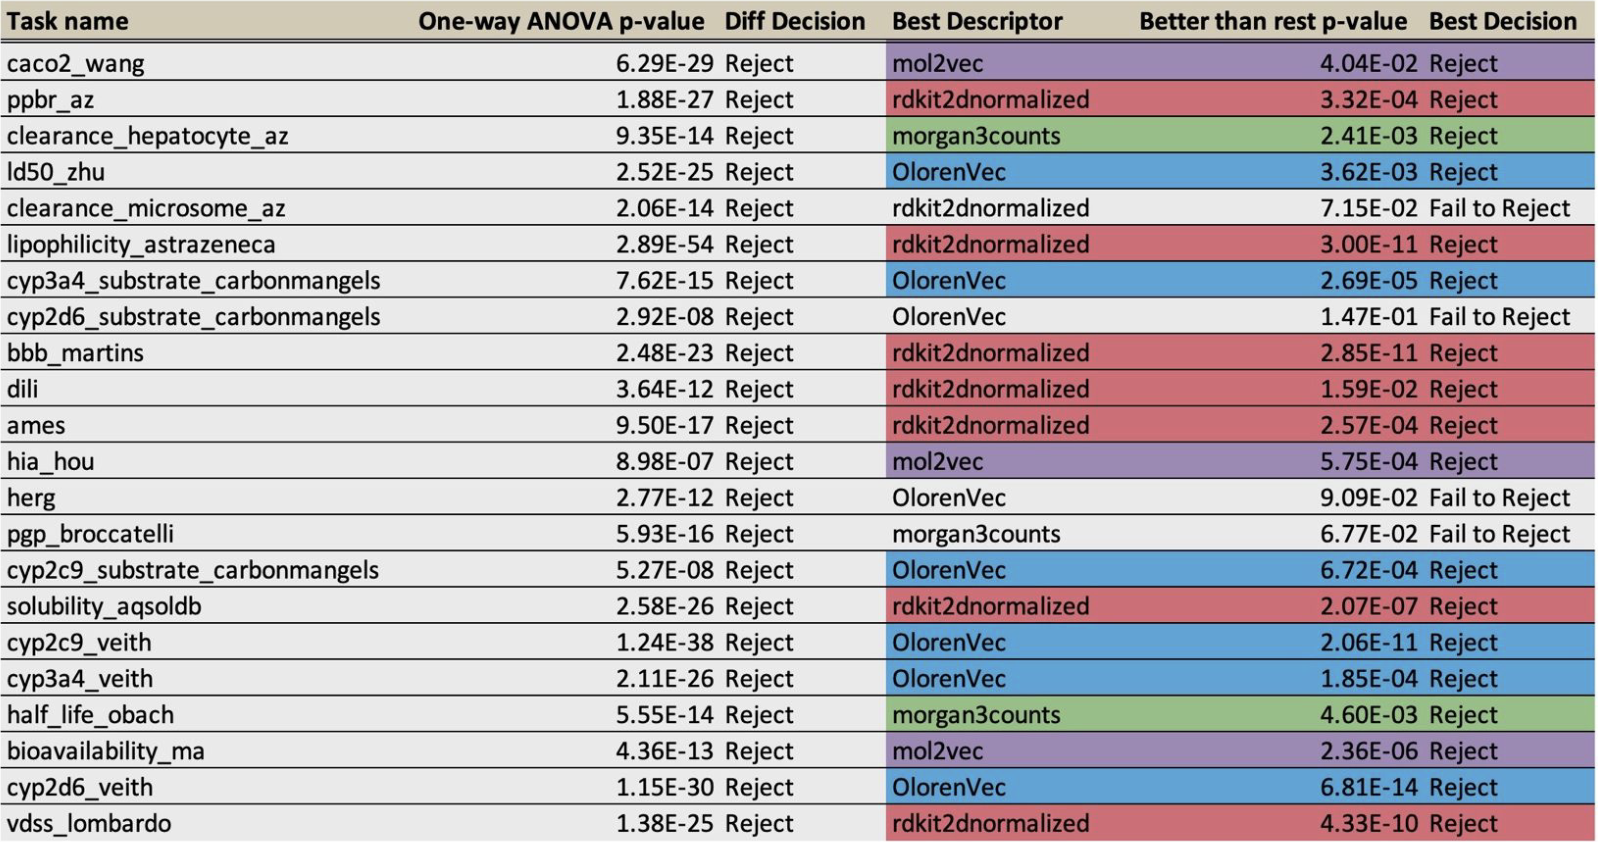 Task name One-way ANOVA p-value Diff Decision Best Descriptor Better than rest p-value Best Decision
caco2_wang 6.29E-29 Reject mol2vec 4.04E-02 Reject
ppbr_az 1.88E-27 Reject rdkit2dnormalized 3.32E-04 Reject
clearance_hepatocyte_az 9.35E-14 Reject morgan3counts 2.41E-03 Reject
ld50_zhu 2.52E-25 Reject OlorenVec 3.62E-03 Reject
clearance_microsome_az 2.06E-14 Reject rdkit2dnormalized 7.15E-02 Fail to Reject
lipophilicity_astrazeneca 2.89E-54 Reject rdkit2dnormalized 3.00E-11 Reject
cyp3a4_substrate_carbonmangels 7.62E-15 Reject OlorenVec 2.69E-05 Reject
cyp2d6_substrate_carbonmangels 2.92E-08 Reject OlorenVec 1.47E-01 Fail to Reject
bbb_martins 2.48E-23 Reject rdkit2dnormalized 2.85E-11 Reject
dili 3.64E-12 Reject rdkit2dnormalized 1.59E-02 Reject
ames 9.50E-17 Reject rdkit2dnormalized 2.57E-04 Reject
hia_hou 8.98E-07 Reject mol2vec 5.75E-04 Reject
herg 2.77E-12 Reject OlorenVec 9.09E-02 Fail to Reject
pgp_broccatelli 5.93E-16 Reject morgan3counts 6.77E-02 Fail to Reject
cyp2c9_substrate_carbonmangels 5.27E-08 Reject OlorenVec 6.72E-04 Reject
solubility_aqsoldb 2.58E-26 Reject rdkit2dnormalized 2.07E-07 Reject
cyp2c9_veith 1.24E-38 Reject OlorenVec 2.06E-11 Reject
cyp3a4_veith 2.11E-26 Reject OlorenVec 1.85E-04 Reject
half_life_obach 5.55E-14 Reject morgan3counts 4.60E-03 Reject
bioavailability_ma 4.36E-13 Reject mol2vec 2.36E-06 Reject
cyp2d6_veith 1.15E-30 Reject OlorenVec 6.81E-14 Reject
vdss_lombardo 1.38E-25 Reject rdkit2dnormalized 4.33E-10 Reject